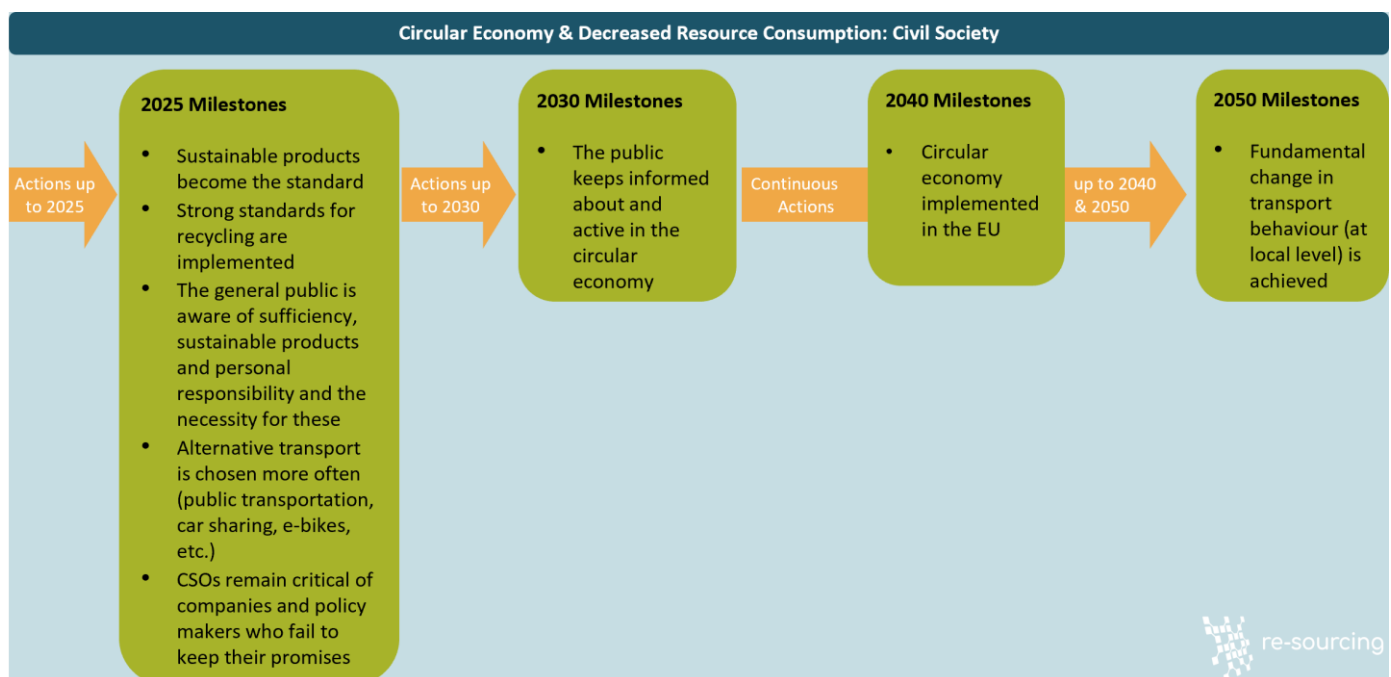 Circular Economy & Decreased Resource Consumption: Civil Society
Actions up
to 2025
2025 Milestones
• Sustainable products
become the standard
• Strong standards for
recycling are
implemented
• The general public is
aware of sufficiency,
sustainable products
and personal
responsibility and the
necessity for these
• Alternative transport
is chosen more often
(public transportation,
car sharing, e-bikes,
etc.)
• CSOs remain critical of
companies and policy
makers who fail to
keep their promises
Actions up
to 2030
2030 Milestones
• The public
keeps informed
about and
active in the
circular
economy
Continuous
Actions
2040 Milestones
• Circular
economy
implemented
in the EU
up to 2040
& 2050
2050 Milestones
• Fundamental
change in
transport
behaviour (at
local level) is
achieved
re-sourcing